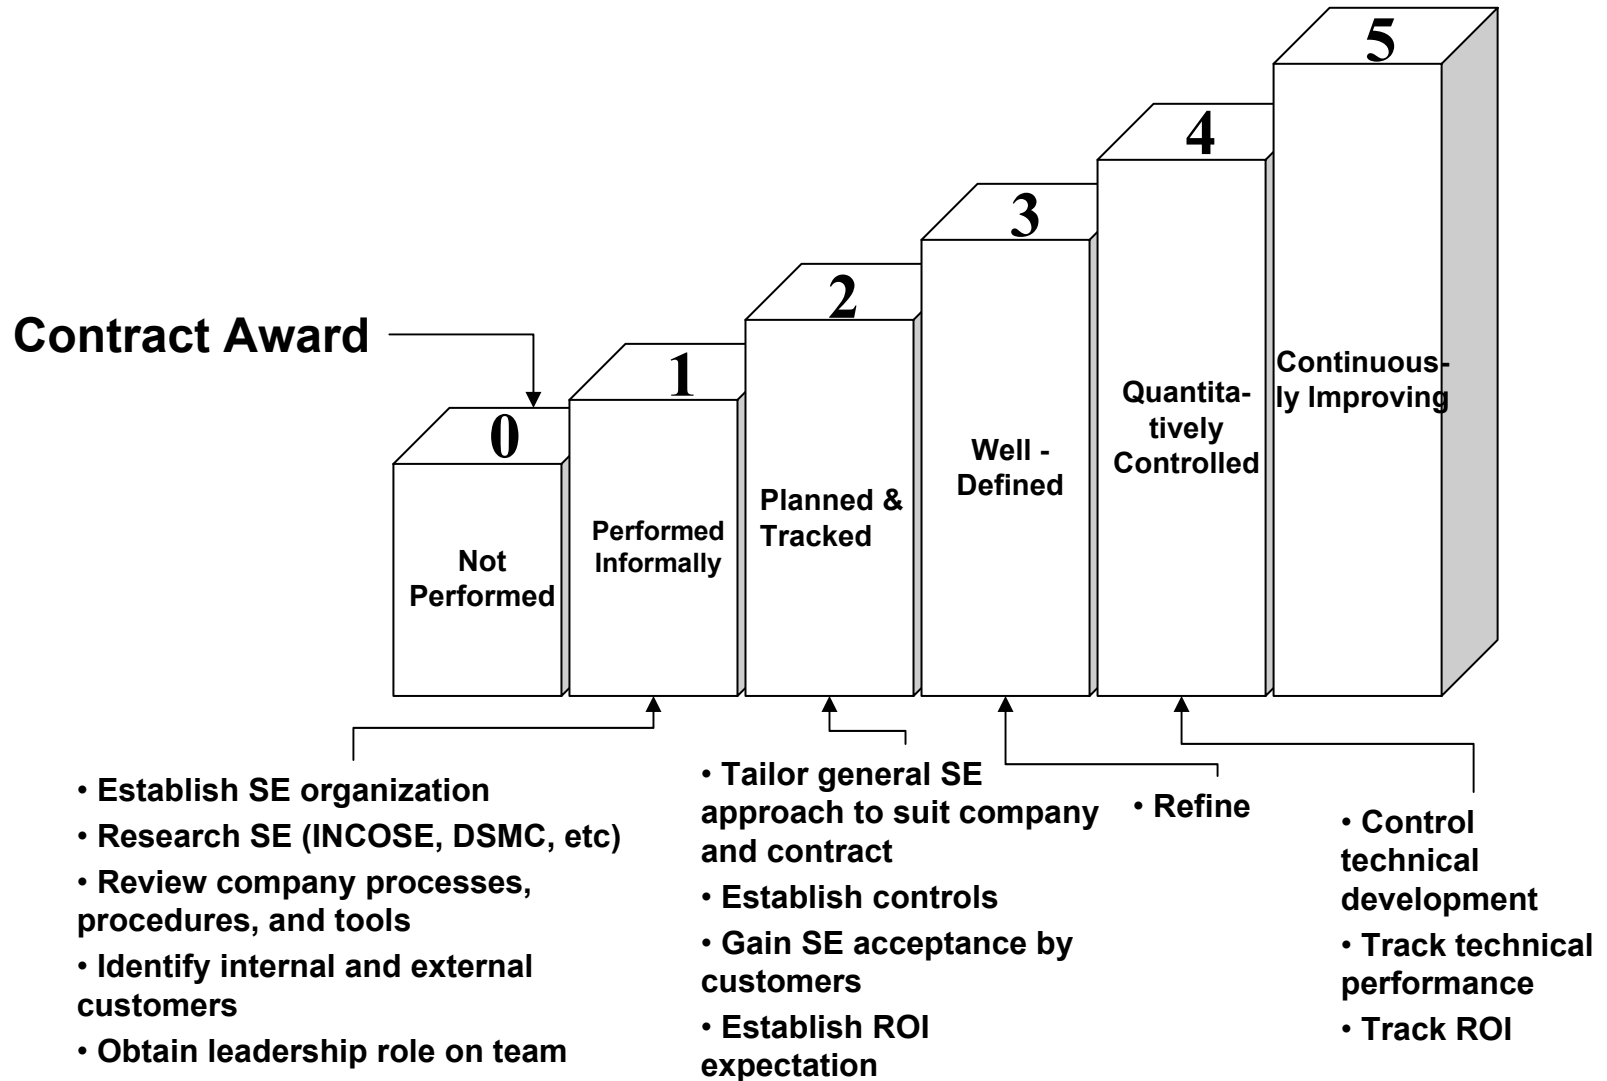 5
4
3
2
Contract Award
1
0
Continuous-
ly Improving
Quantita-
tively
Controlled
Well -
Defined
Planned &
Tracked
Performed
Informally
Not
Performed
• Establish SE organization
• Research SE (INCOSE, DSMC, etc)
• Review company processes,
procedures, and tools
• Identify internal and external
customers
• Obtain leadership role on team
• Tailor general SE
approach to suit company
and contract
• Establish controls
• Gain SE acceptance by
customers
• Establish ROI
expectation
• Refine
• Control
technical
development
• Track technical
performance
• Track ROI